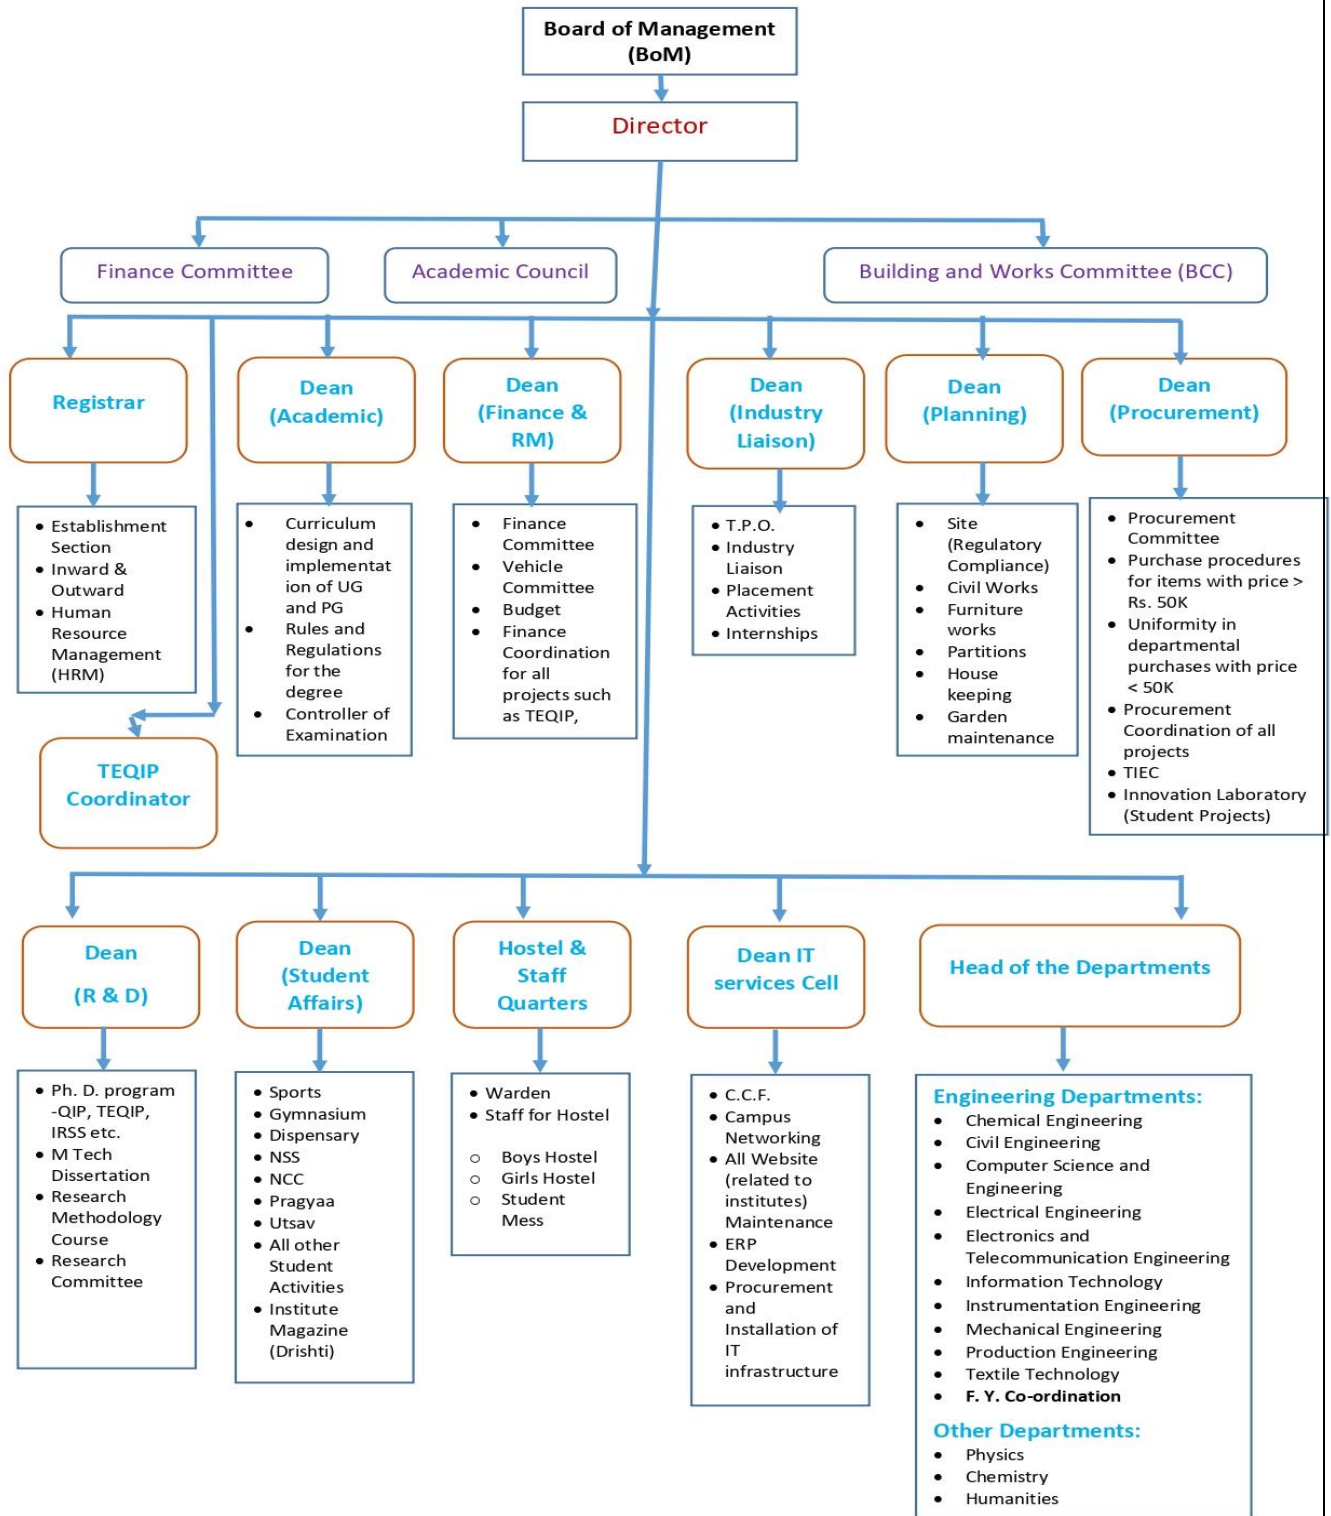 Board of Management
(BoM)
Director
Finance Committee
Academic Council
Building and Works Committee (BCC)
Registrar
Dean
(Academic)
Dean
(Finance &
RM)
Dean
(Industry
Liaison)
Dean
(Planning)
Dean
(Procurement)
• Establishment
Section
• Inward &
Outward
• Human
Resource
Management
(HRM)
• Curriculum
design and
implementat
ion of UG
and PG
• Rules and
Regulations
for the
degree
• Controller of
Examination
• Finance
Committee
• Vehicle
Committee
• Budget
• Finance
Coordination
for all
projects such
as TEQIP,
• T.P.O.
• Industry
Liaison
• Placement
Activities
• Internships
• Site
(Regulatory
Compliance)
• Civil Works
• Furniture
works
• Partitions
• House
keeping
• Garden
maintenance
• Procurement
Committee
• Purchase procedures
for items with price >
Rs. 50K
• Uniformity in
departmental
purchases with price
< 50K
• Procurement
Coordination of all
projects
• TIEC
• Innovation Laboratory
(Student Projects)
TEQIP
Coordinator
Dean
(R & D)
Dean
(Student
Affairs)
Hostel &
Staff
Quarters
Dean IT
services Cell
Head of the Departments
• Ph. D. program
-QIP, TEQIP,
IRSS etc.
• M Tech
Dissertation
• Research
Methodology
Course
• Research
Committee
• Sports
• Gymnasium
• Dispensary
• NSS
• NCC
• Pragyaa
• Utsav
• All other
Student
Activities
• Institute
Magazine
(Drishti)
• Warden
• Staff for Hostel
○ Boys Hostel
○ Girls Hostel
○ Student
Mess
• C.C.F.
• Campus
Networking
• All Website
(related to
institutes)
Maintenance
• ERP
Development
• Procurement
and
Installation of
IT
infrastructure
Engineering Departments:
• Chemical Engineering
• Civil Engineering
• Computer Science and
Engineering
• Electrical Engineering
• Electronics and
Telecommunication Engineering
• Information Technology
• Instrumentation Engineering
• Mechanical Engineering
• Production Engineering
• Textile Technology
• F. Y. Co-ordination
Other Departments:
• Physics
• Chemistry
• Humanities